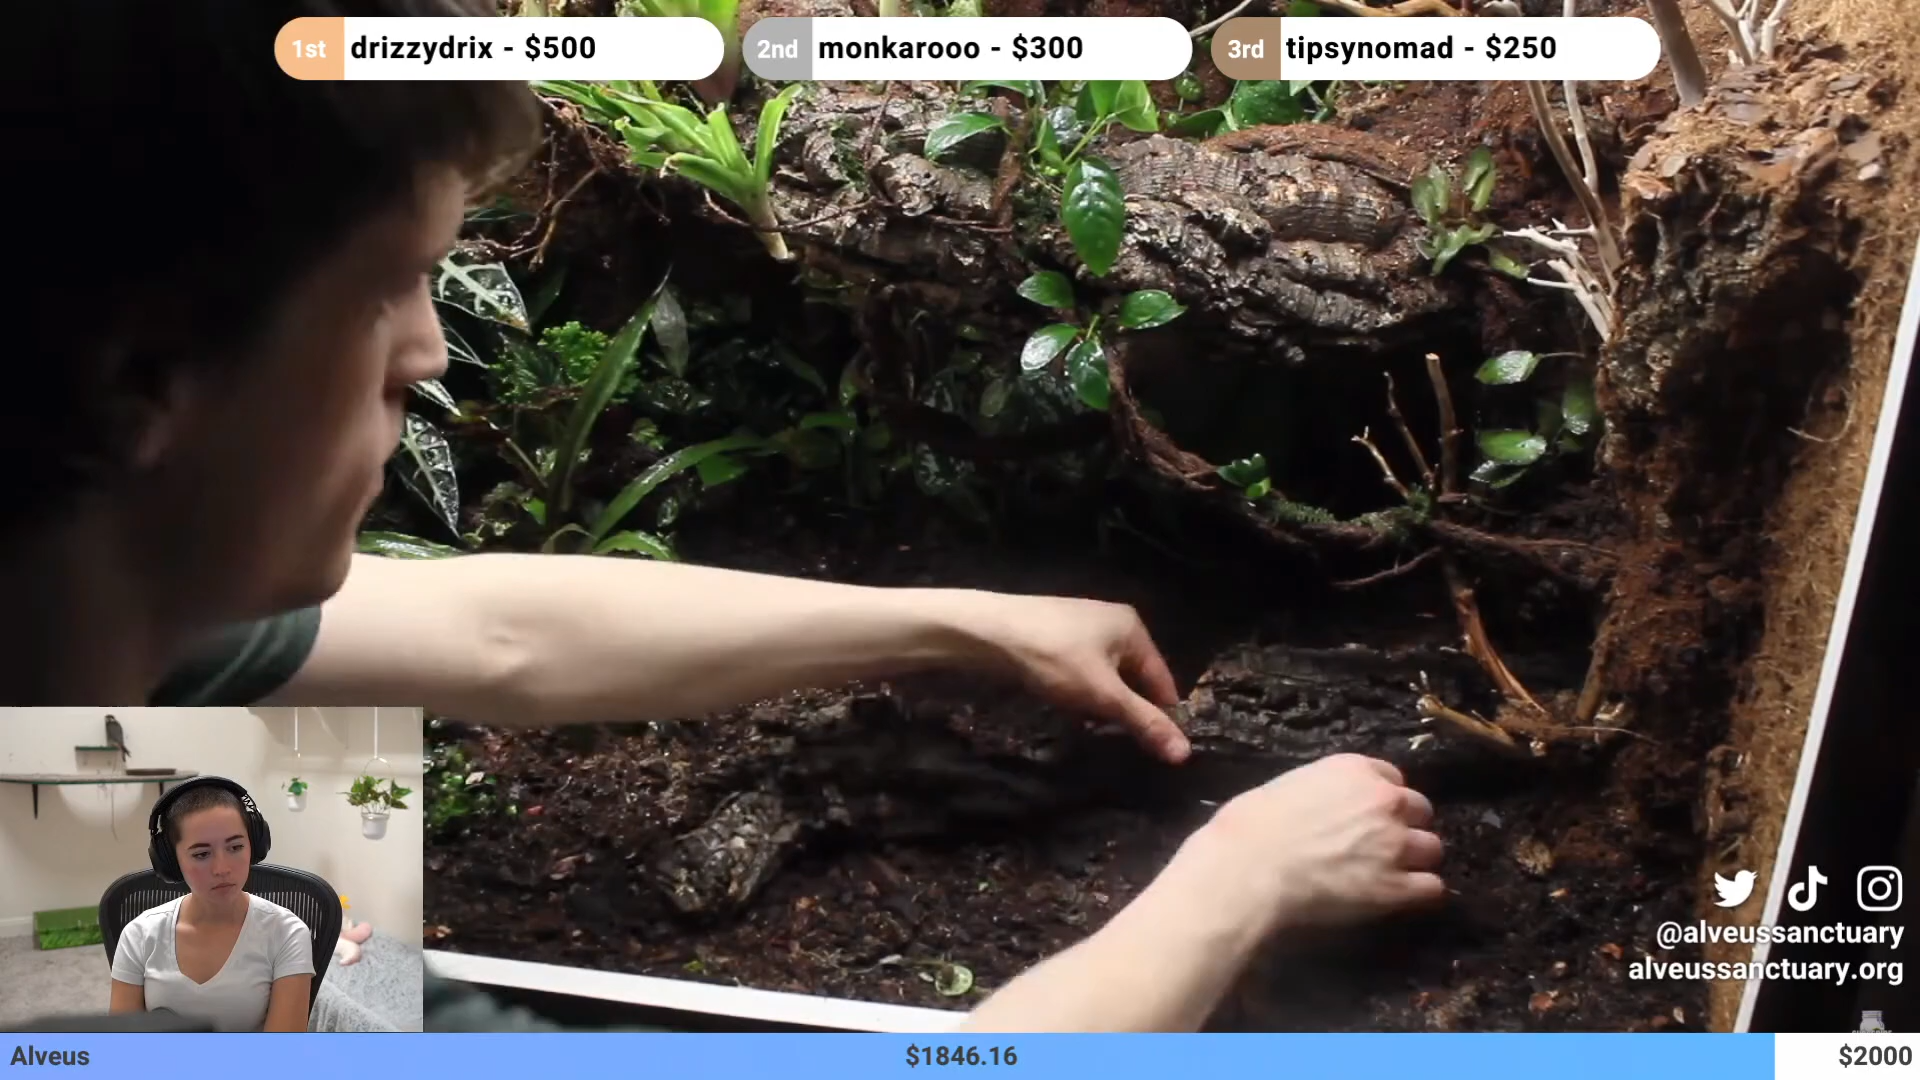 1st drizzydrix - $500
2nd monkarooo - $300
3rd tipsynomad - $250
@alveussanctuary
alveussanctuary.org
Alveus $1846.16 $2000